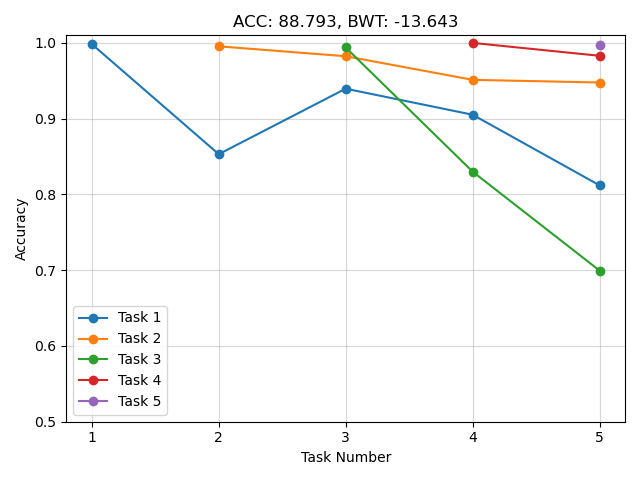 ACC: 88.793, BWT: -13.643
1.0
0.9
0.8
0.7
0.6
0.5
Accuracy
Task 1
Task 2
Task 3
Task 4
Task 5
1 2 3 4 5
Task Number